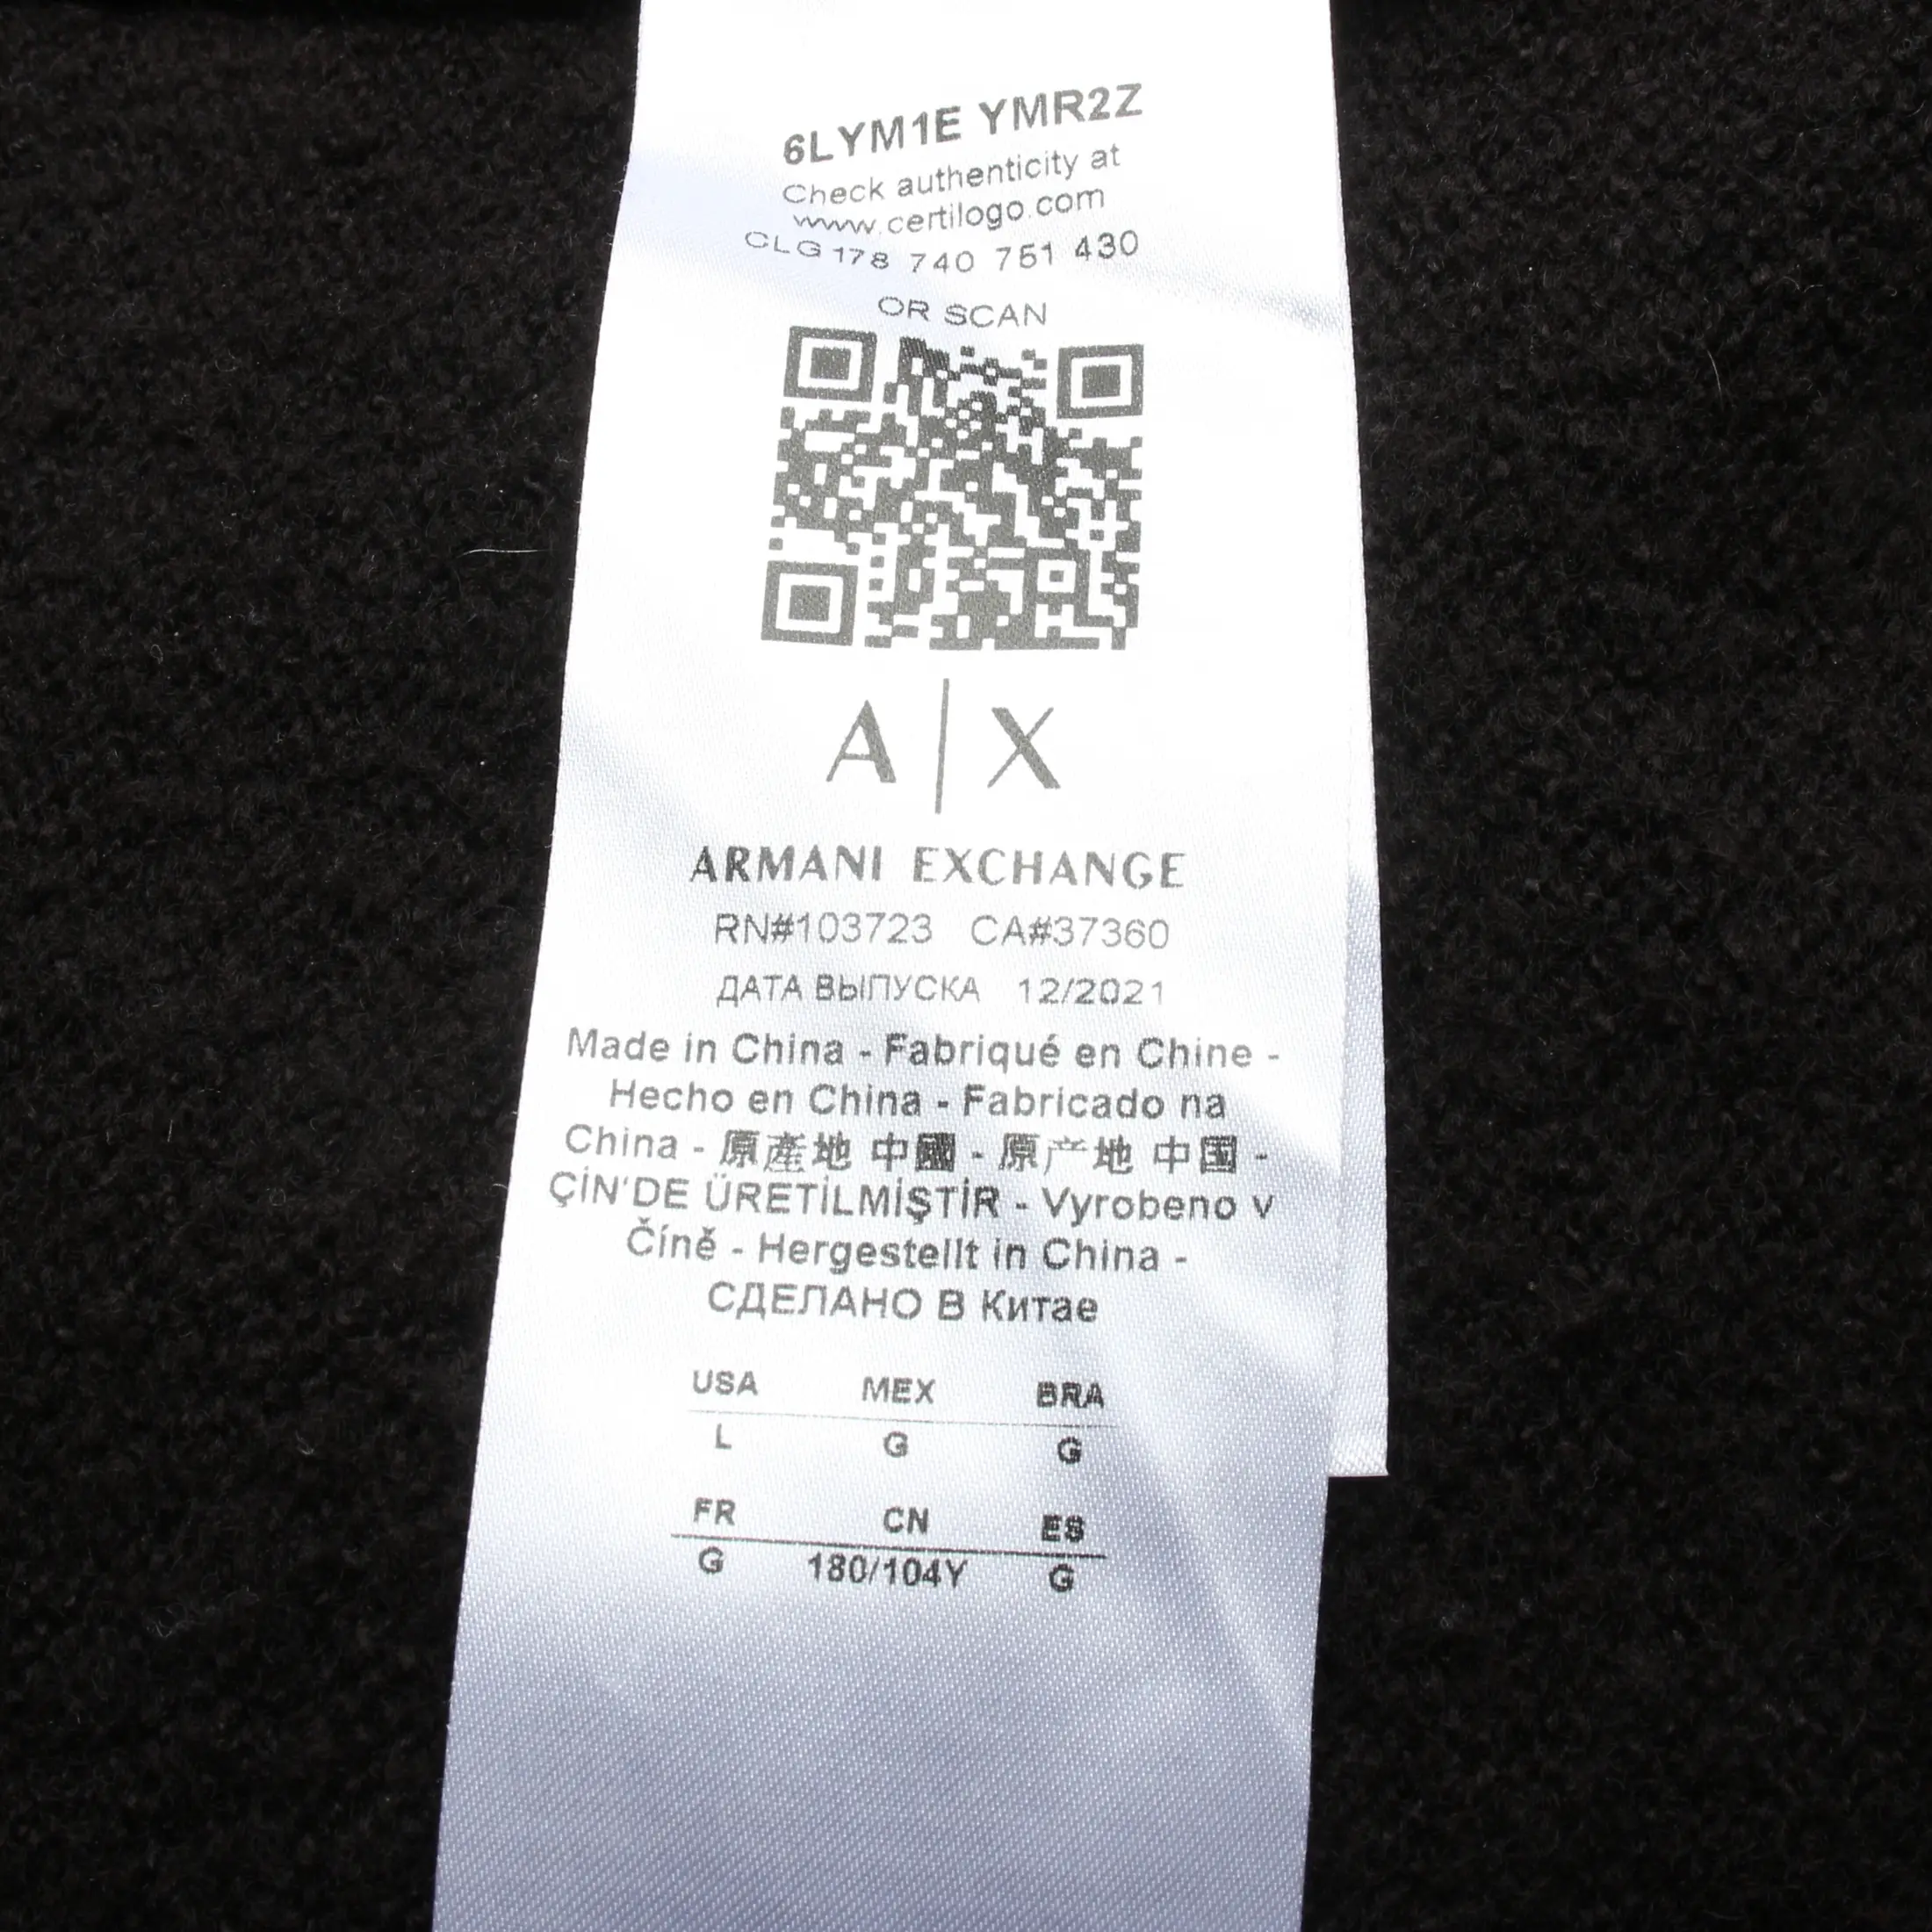 6LYM1E YMR2Z
Check authenticity at
www.certilogo.com
CLG 178 740 751 430
OR SCAN
A|X
ARMANI EXCHANGE
RN#103723 CA#37360
ДАТА ВЫПУСКА 12/2021
Made in China - Fabriqué en Chine -
Hecho en China - Fabricado na
China - 原產地 中國 - 原产地 中国 -
ÇİN'DE ÜRETİLMİŞTİR - Vyrobeno v
Číně - Hergestellt in China -
СДЕЛАНО В Китае
USA MEX BRA
L G G
FR CN ES
G 180/104Y G